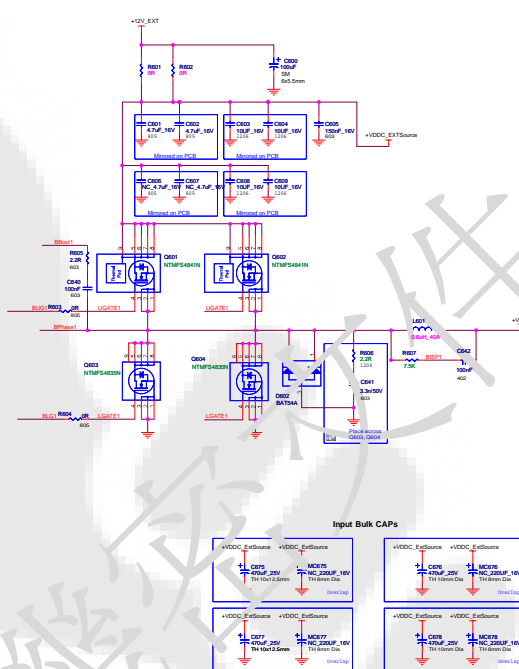 +12V_EXT
R601
0R
R602
0R
C600
100uF
SM
6x5.5mm
C601
4.7uF_16V
805
C602
4.7uF_16V
805
C603
10UF_16V
1206
C604
10UF_16V
1206
C605
150nF_16V
603
+VDDC_EXTSource
Mirrored on PCB
Mirrored on PCB
C606
NC_4.7uF_16V
805
C607
NC_4.7uF_16V
805
C608
10UF_16V
1206
C609
10UF_16V
1206
Mirrored on PCB
Mirrored on PCB
BBoot1
R605
2.2R
603
C640
100nF
603
Thermal Pad
Q601
NTMFS4841N
Thermal Pad
Q602
NTMFS4841N
BUG1
R603
0R
805
UGATE1
UGATE1
BPhase1
L601
0.6uH_40A
Q603
NTMFS4835N
Q604
NTMFS4835N
D602
BAT54A
R606
2.2R
1206
C641
3.3n/50V
603
Place across
Q603, Q604
R607
7.5K
BISP1
C642
100nF
402
BLG1
R604
0R
805
LGATE1
LGATE1
Input Bulk CAPs
+VDDC_ExtSource
+VDDC_ExtSource
+VDDC_ExtSource
+VDDC_ExtSource
C675
470uF_25V
TH 10x12.5mm
MC675
NC_220UF_16V
TH 8mm Dia
Overlap
C676
470uF_25V
TH 10mm Dia
MC676
NC_220UF_16V
TH 8mm Dia
Overlap
+VDDC_ExtSource
+VDDC_ExtSource
+VDDC_ExtSource
+VDDC_ExtSource
C677
470uF_25V
TH 10x12.5mm
MC677
NC_220UF_16V
TH 8mm Dia
Overlap
C678
470uF_25V
TH 10mm Dia
MC678
NC_220UF_16V
TH 8mm Dia
Overlap